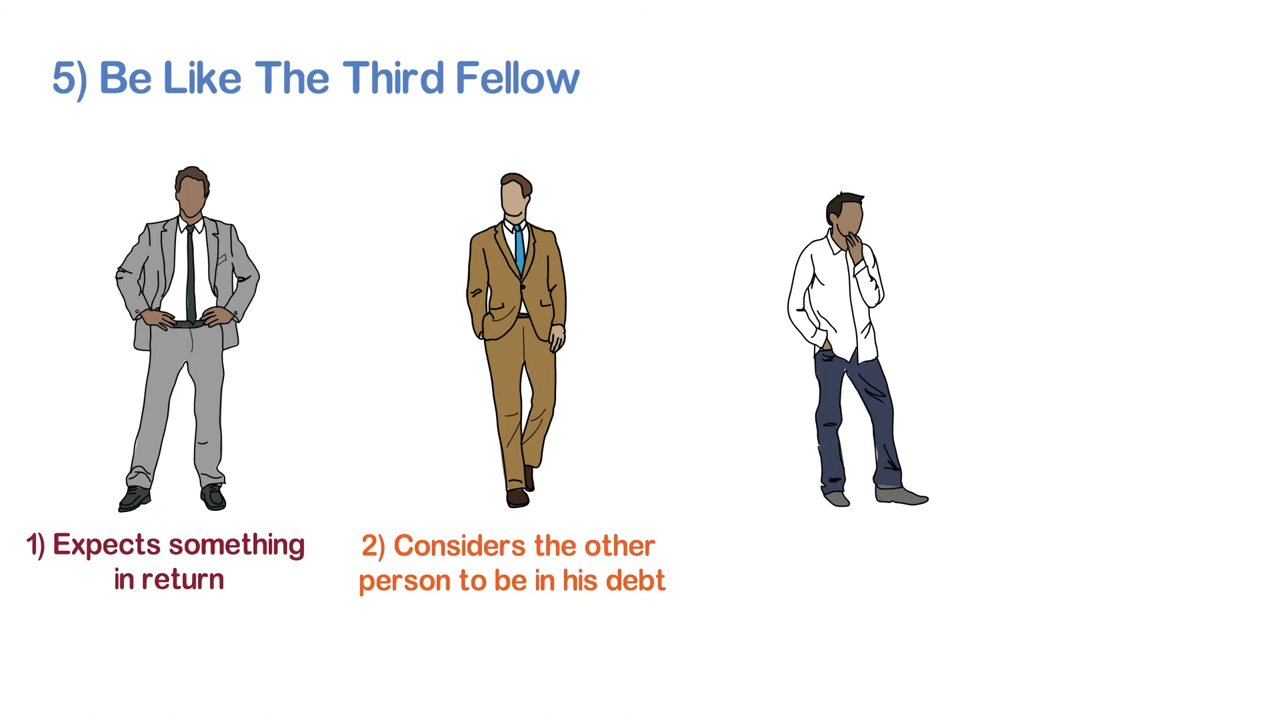 5) Be Like The Third Fellow
1) Expects something
in return
2) Considers the other
person to be in his debt